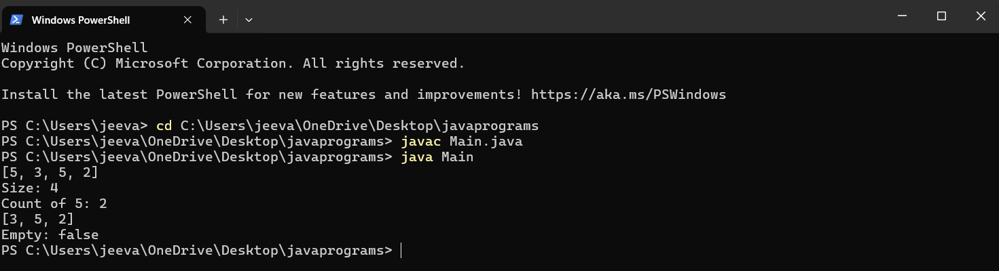 Windows PowerShell
Windows PowerShell
Copyright (C) Microsoft Corporation. All rights reserved.
Install the latest PowerShell for new features and improvements! https://aka.ms/PSWindows
PS C:\Users\jeeva> cd C:\Users\jeeva\OneDrive\Desktop\javaprograms
PS C:\Users\jeeva\OneDrive\Desktop\javaprograms> javac Main.java
PS C:\Users\jeeva\OneDrive\Desktop\javaprograms> java Main
[5, 3, 5, 2]
Size: 4
Count of 5: 2
[3, 5, 2]
Empty: false
PS C:\Users\jeeva\OneDrive\Desktop\javaprograms>